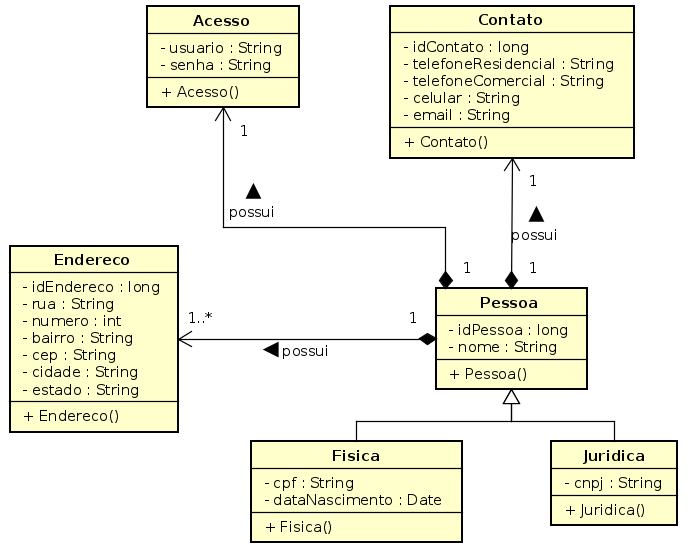 Acesso
- usuario : String
- senha : String
+ Acesso()
Contato
- idContato : long
- telefoneResidencial : String
- telefoneComercial : String
- celular : String
- email : String
+ Contato()
1
possui
1
1
possui
1
Endereco
- idEndereco : long
- rua : String
- numero : int
- bairro : String
- cep : String
- cidade : String
- estado : String
+ Endereco()
1..*
1
possui
Pessoa
- idPessoa : long
- nome : String
+ Pessoa()
Fisica
- cpf : String
- dataNascimento : Date
+ Fisica()
Juridica
- cnpj : String
+ Juridica()